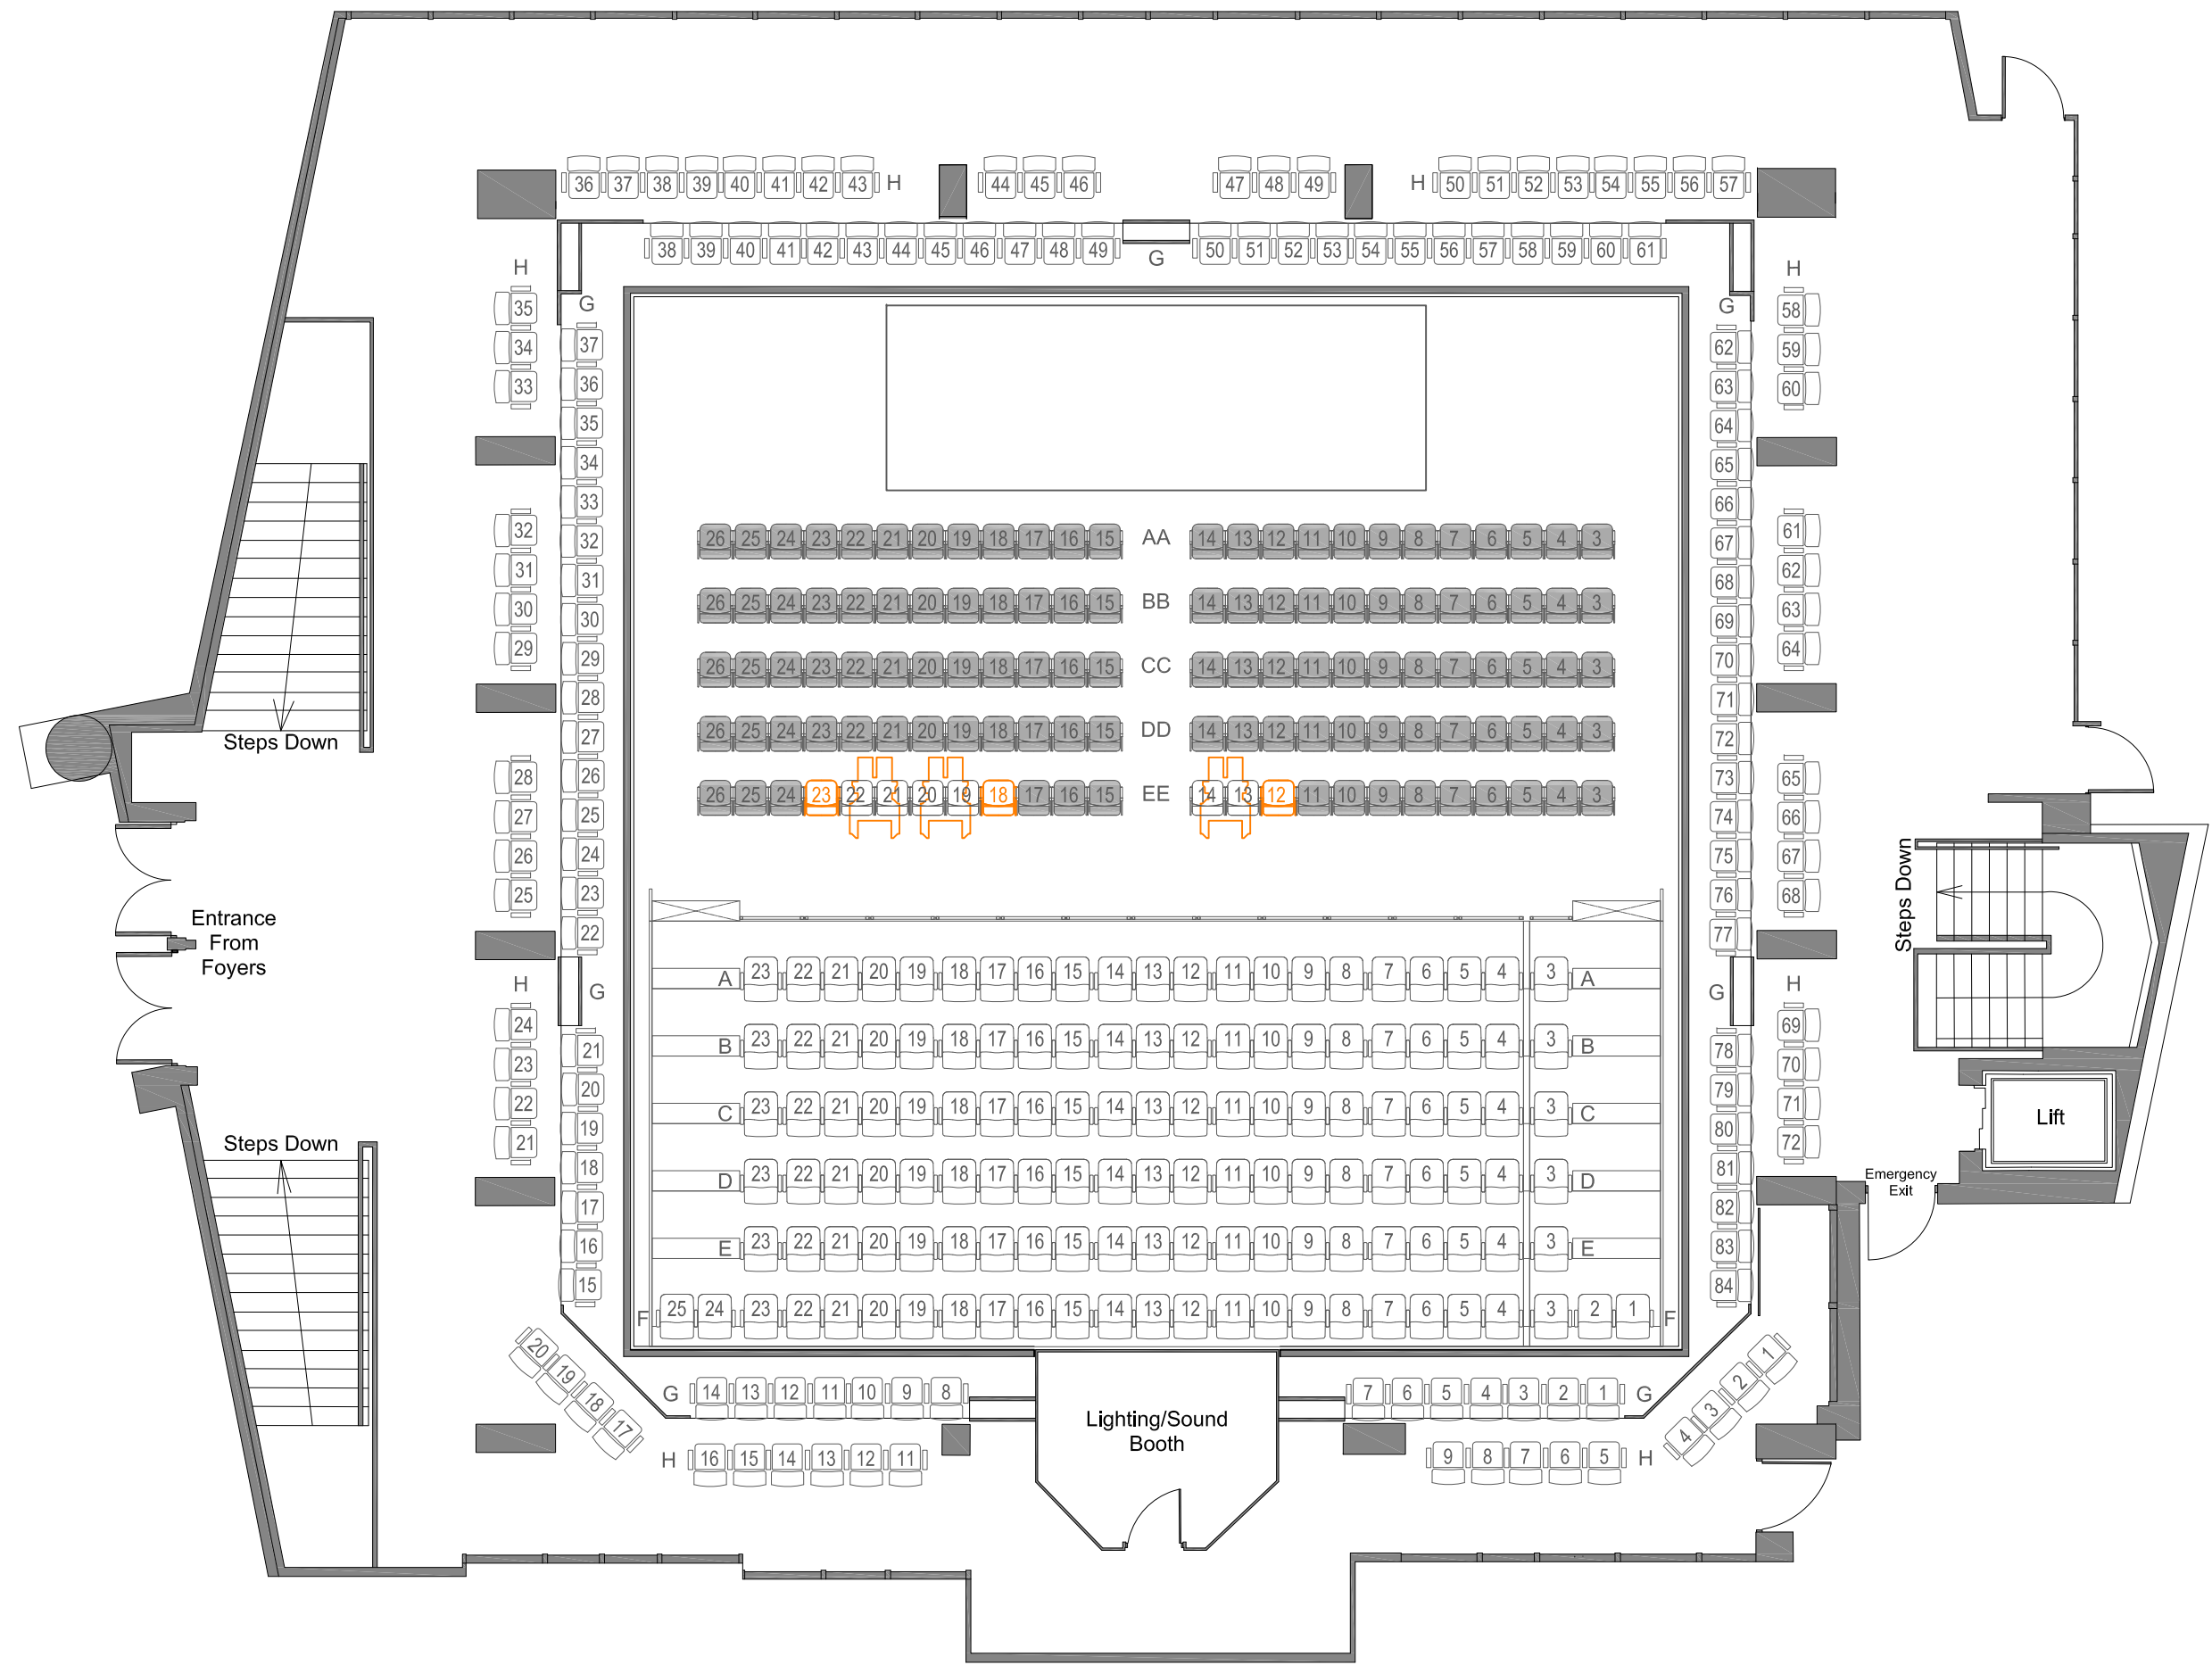 36 37 38 39 40 41 42 43 H 44 45 46 47 48 49 H 50 51 52 53 54 55 56 57
38 39 40 41 42 43 44 45 46 47 48 49 G 50 51 52 53 54 55 56 57 58 59 60 61
H
35
34
33
32
31
30
29
28
27
26
25
H
24
23
22
21
G
37
36
35
34
33
32
31
30
29
28
27
26
25
24
23
22
G
21
20
19
18
17
16
15
Steps Down
Entrance
From
Foyers
Steps Down
26 25 24 23 22 21 20 19 18 17 16 15 AA 14 13 12 11 10 9 8 7 6 5 4 3
26 25 24 23 22 21 20 19 18 17 16 15 BB 14 13 12 11 10 9 8 7 6 5 4 3
26 25 24 23 22 21 20 19 18 17 16 15 CC 14 13 12 11 10 9 8 7 6 5 4 3
26 25 24 23 22 21 20 19 18 17 16 15 DD 14 13 12 11 10 9 8 7 6 5 4 3
26 25 24 23 22 21 20 19 18 17 16 15 EE 14 13 12 11 10 9 8 7 6 5 4 3
A 23 22 21 20 19 18 17 16 15 14 13 12 11 10 9 8 7 6 5 4 3 A
B 23 22 21 20 19 18 17 16 15 14 13 12 11 10 9 8 7 6 5 4 3 B
C 23 22 21 20 19 18 17 16 15 14 13 12 11 10 9 8 7 6 5 4 3 C
D 23 22 21 20 19 18 17 16 15 14 13 12 11 10 9 8 7 6 5 4 3 D
E 23 22 21 20 19 18 17 16 15 14 13 12 11 10 9 8 7 6 5 4 3 E
F 25 24 23 22 21 20 19 18 17 16 15 14 13 12 11 10 9 8 7 6 5 4 3 2 1 F
G
62
63
64
65
66
67
68
69
70
71
72
73
74
75
76
77
G
78
79
80
81
82
83
84
H
58
59
60
61
62
63
64
65
66
67
68
H
69
70
71
72
Steps Down
Lift
Emergency
Exit
20
19
18
17
G 14 13 12 11 10 9 8 7 6 5 4 3 2 1 G
1
2
3
4
Lighting/Sound
Booth
H 16 15 14 13 12 11 9 8 7 6 5 H